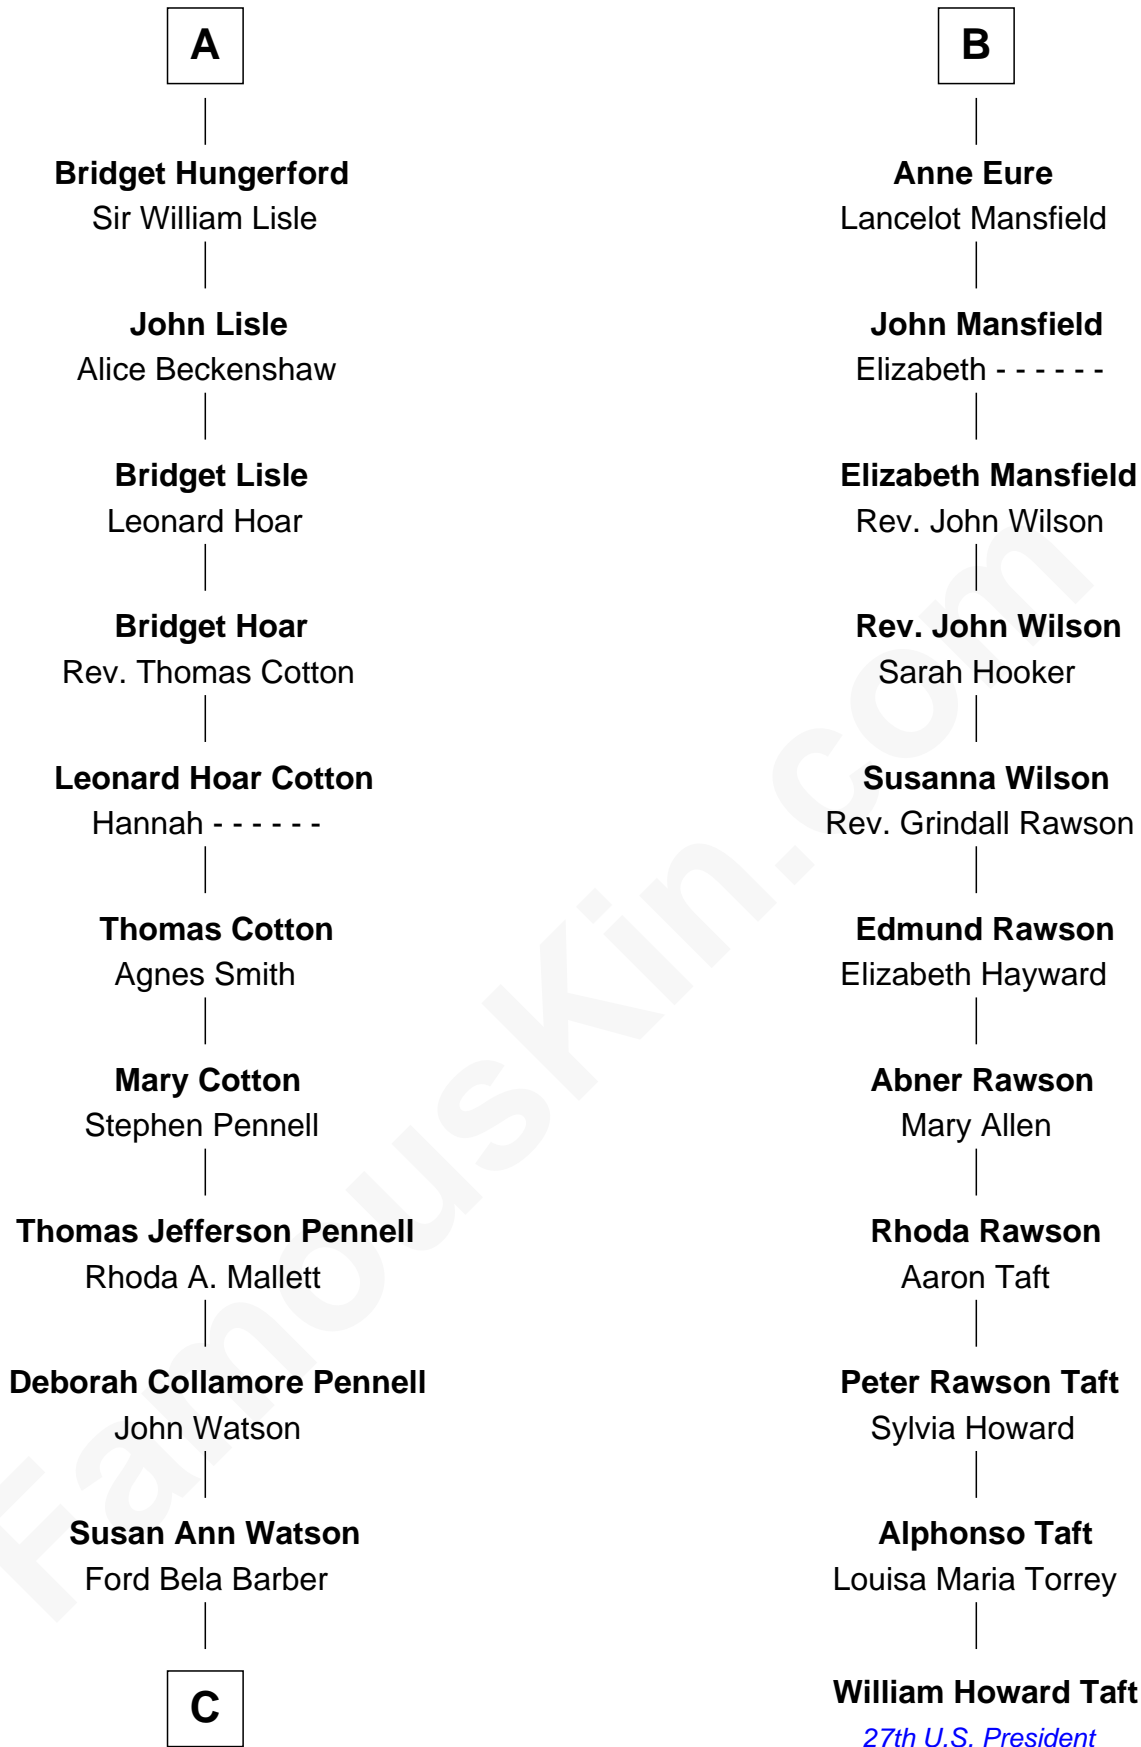 A
Bridget Hungerford
Sir William Lisle
John Lisle
Alice Beckenshaw
Bridget Lisle
Leonard Hoar
Bridget Hoar
Rev. Thomas Cotton
Leonard Hoar Cotton
Hannah - - - - - -
Thomas Cotton
Agnes Smith
Mary Cotton
Stephen Pennell
Thomas Jefferson Pennell
Rhoda A. Mallett
Deborah Collamore Pennell
John Watson
Susan Ann Watson
Ford Bela Barber
C
B
Anne Eure
Lancelot Mansfield
John Mansfield
Elizabeth - - - - - -
Elizabeth Mansfield
Rev. John Wilson
Rev. John Wilson
Sarah Hooker
Susanna Wilson
Rev. Grindall Rawson
Edmund Rawson
Elizabeth Hayward
Abner Rawson
Mary Allen
Rhoda Rawson
Aaron Taft
Peter Rawson Taft
Sylvia Howard
Alphonso Taft
Louisa Maria Torrey
William Howard Taft
27th U.S. President
FamousKin.com